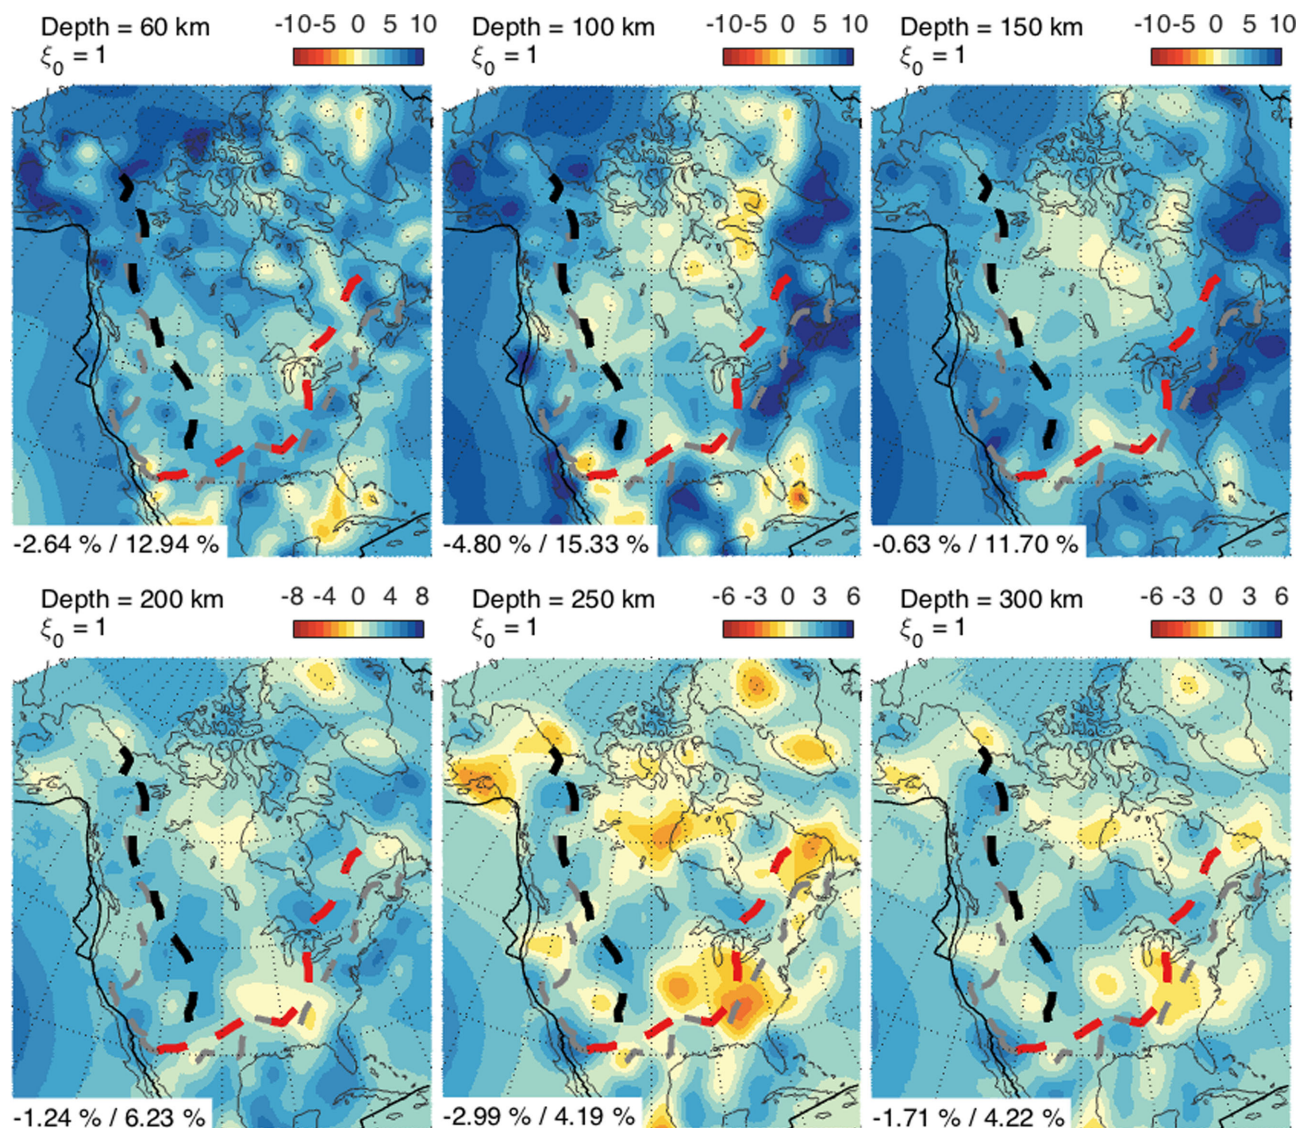 Depth = 60 km
ξ0 = 1
-10 -5 0 5 10
-2.64 % / 12.94 %
Depth = 100 km
ξ0 = 1
-10 -5 0 5 10
-4.80 % / 15.33 %
Depth = 150 km
ξ0 = 1
-10 -5 0 5 10
-0.63 % / 11.70 %
Depth = 200 km
ξ0 = 1
-8 -4 0 4 8
-1.24 % / 6.23 %
Depth = 250 km
ξ0 = 1
-6 -3 0 3 6
-2.99 % / 4.19 %
Depth = 300 km
ξ0 = 1
-6 -3 0 3 6
-1.71 % / 4.22 %